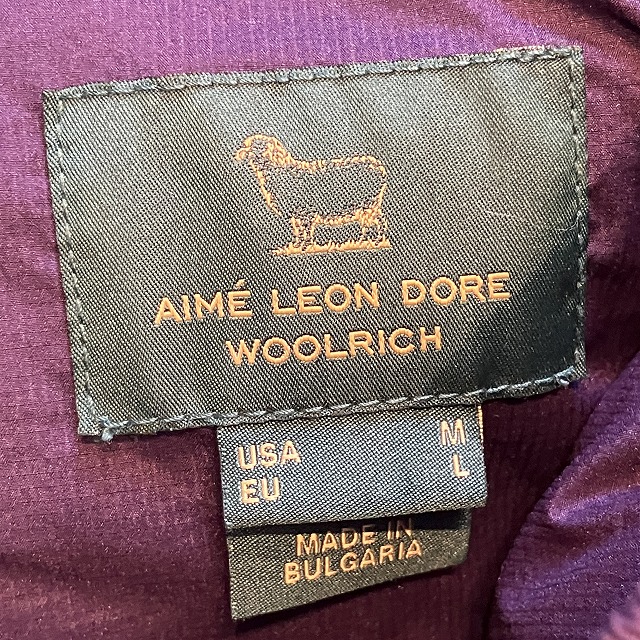 AIMÉ LEON DORE
WOOLRICH
USA M
EU L
MADE IN
BULGARIA